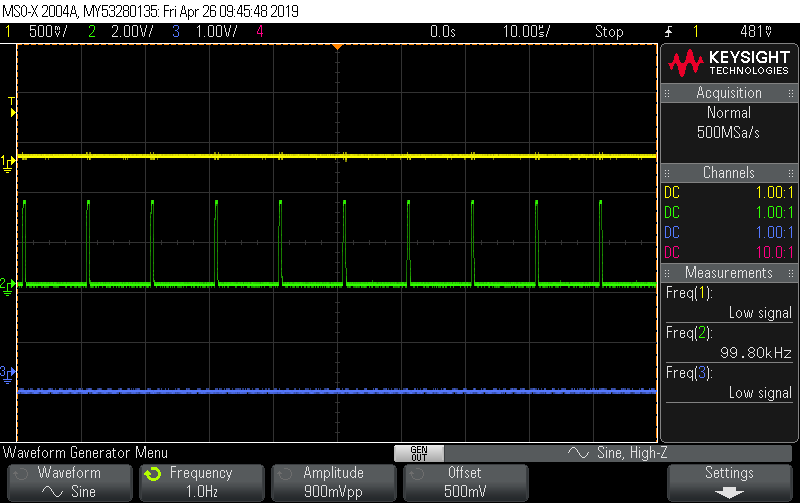 MSO-X 2004A, MY53280135: Fri Apr 26 09:45:48 2019
1 500mV/ 2 2.00V/ 3 1.00V/ 4 0.0s 10.00us/ Stop 1 481mV
KEYSIGHT
TECHNOLOGIES
Acquisition
Normal
500MSa/s
Channels
DC 1.00:1
DC 1.00:1
DC 1.00:1
DC 10.0:1
Measurements
Freq(1):
Low signal
Freq(2):
99.80kHz
Freq(3):
Low signal
T
1
2
3
Waveform Generator Menu
GEN
OUT
Sine, High-Z
Waveform
Sine
Frequency
1.0Hz
Amplitude
900mVpp
Offset
500mV
Settings